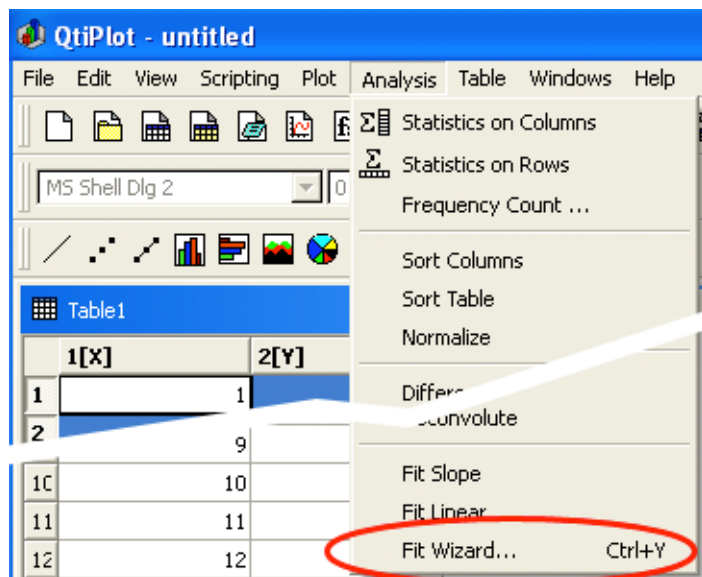 QtiPlot - untitled
File Edit View Scripting Plot Analysis Table Windows Help
Statistics on Columns
Statistics on Rows
Frequency Count ...
MS Shell Dlg 2 0
Sort Columns
Sort Table
Normalize
Table1
1[X] 2[Y]
1 1
2
9
10
11 11
12 12
Fit Slope
Fit Linear
Fit Wizard... Ctrl+Y